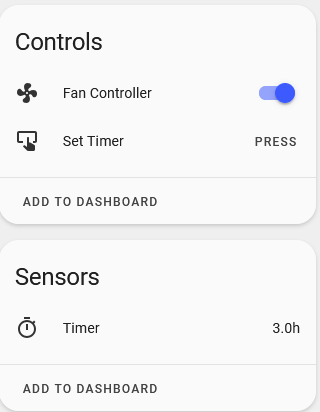 Controls
Fan Controller
Set Timer PRESS
ADD TO DASHBOARD
Sensors
Timer 3.0h
ADD TO DASHBOARD